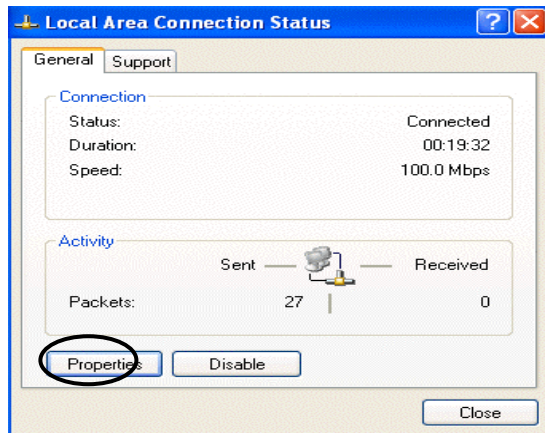 Local Area Connection Status
General Support
Connection
Status: Connected
Duration: 00:19:32
Speed: 100.0 Mbps
Activity
Sent Received
Packets: 27 0
Properties Disable
Close